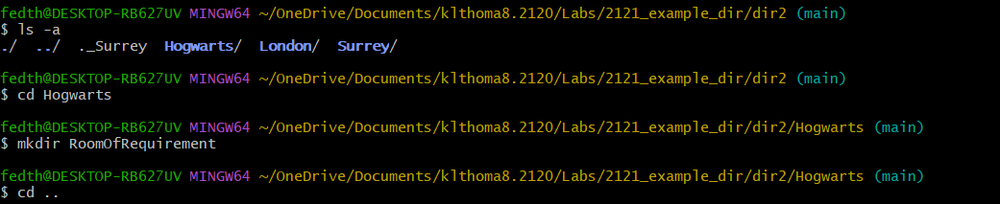 fedth@DESKTOP-RB627UV MINGW64 ~/OneDrive/Documents/klthoma8.2120/Labs/2121_example_dir/dir2 (main)
$ ls -a
./  ../  ._Surrey  Hogwarts/  London/  Surrey/
fedth@DESKTOP-RB627UV MINGW64 ~/OneDrive/Documents/klthoma8.2120/Labs/2121_example_dir/dir2 (main)
$ cd Hogwarts
fedth@DESKTOP-RB627UV MINGW64 ~/OneDrive/Documents/klthoma8.2120/Labs/2121_example_dir/dir2/Hogwarts (main)
$ mkdir RoomOfRequirement
fedth@DESKTOP-RB627UV MINGW64 ~/OneDrive/Documents/klthoma8.2120/Labs/2121_example_dir/dir2/Hogwarts (main)
$ cd ..